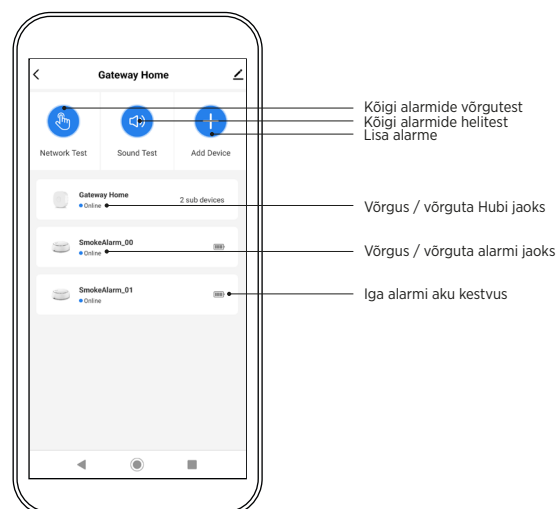 Gateway Home
Network Test
Sound Test
Add Device
Gateway Home
Online
2 sub devices
SmokeAlarm_00
Online
SmokeAlarm_01
Online
Kõigi alarmide võrgutest
Kõigi alarmide helitest
Lisa alarme
Võrgus / võrguta Hubi jaoks
Võrgus / võrguta alarmi jaoks
Iga alarmi aku kestvus